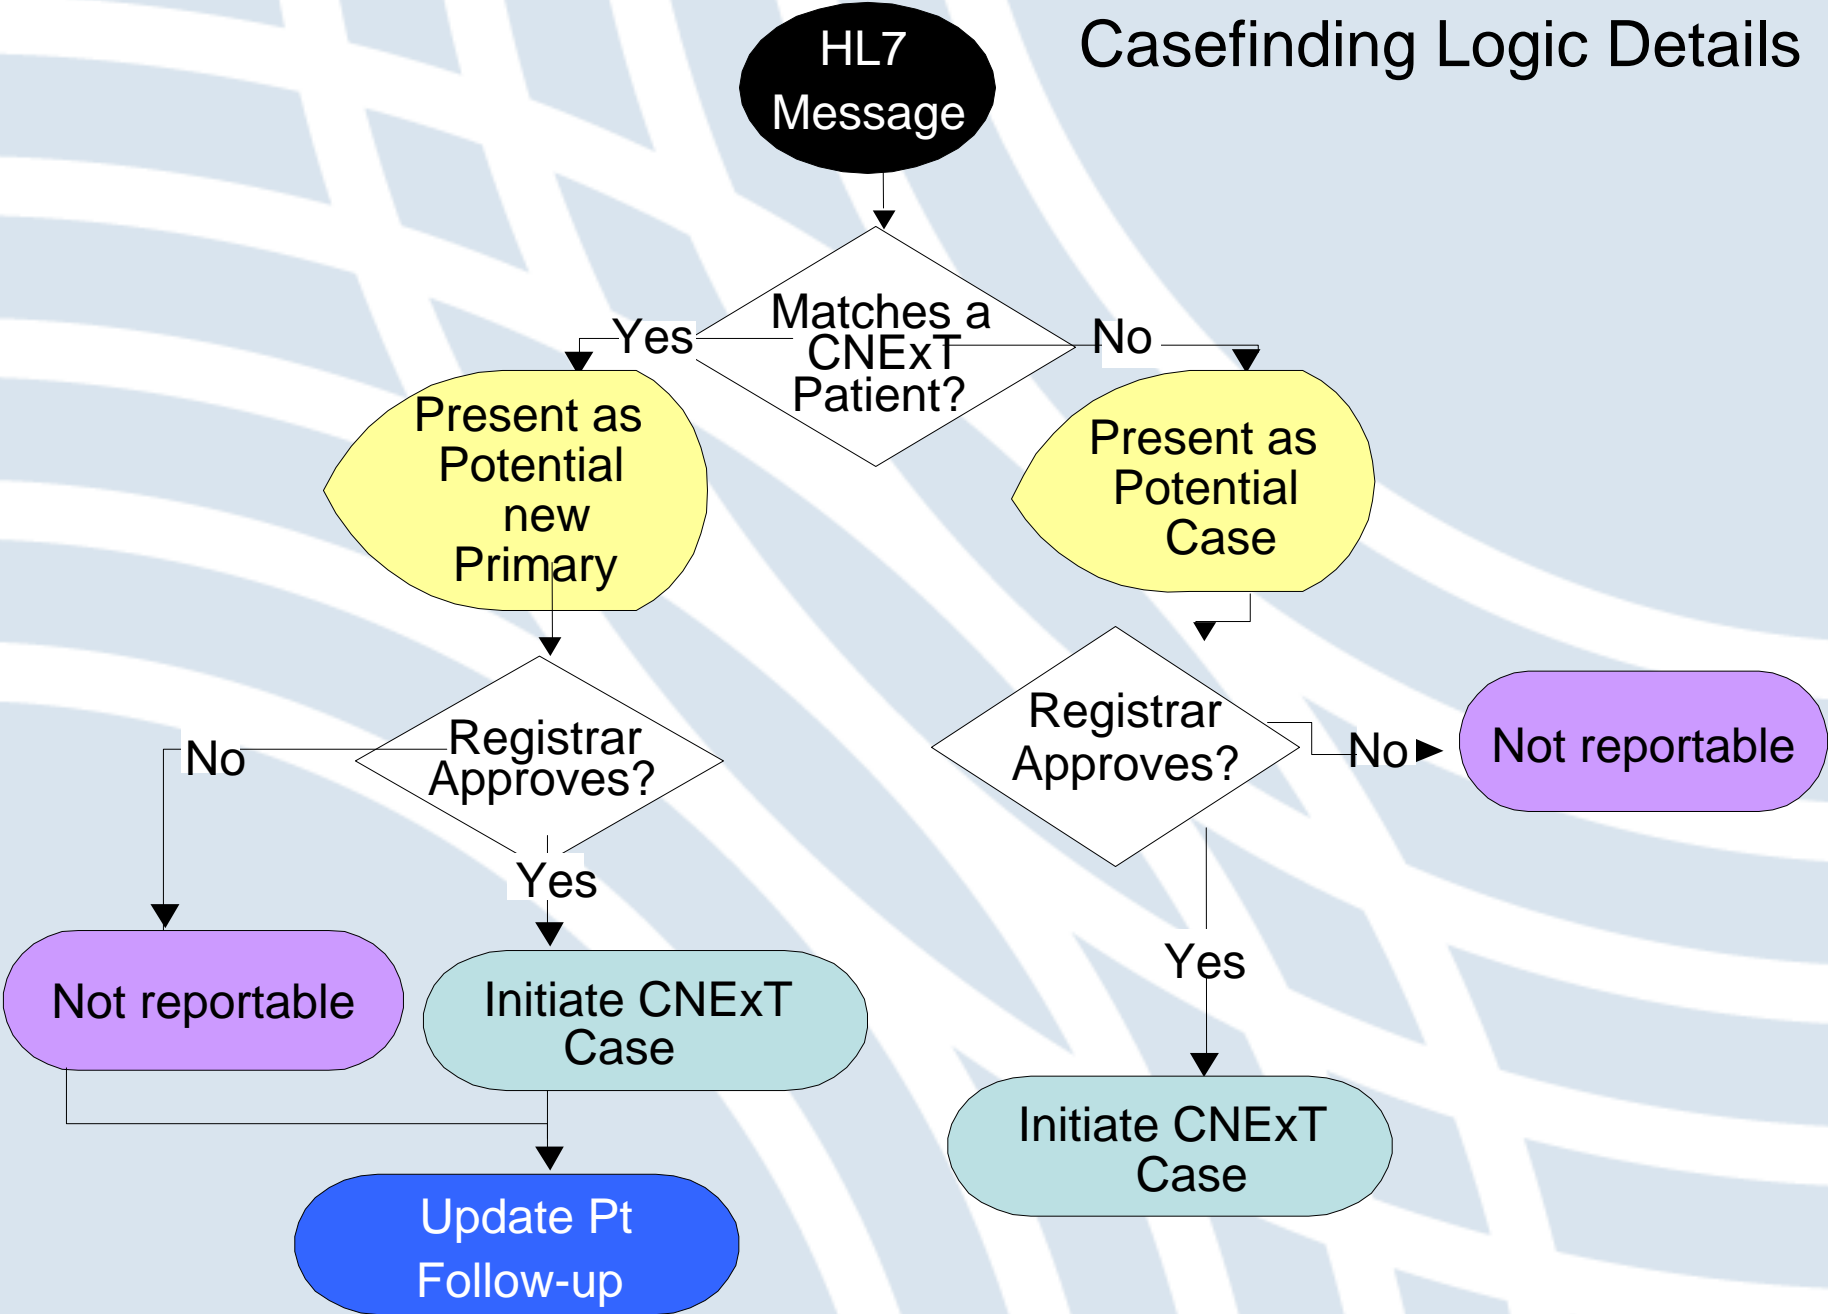 Casefinding Logic Details
HL7
Message
Matches a
CNExT
Patient?
Yes
No
Present as
Potential
new
Primary
Present as
Potential
Case
Registrar
Approves?
No
Yes
Registrar
Approves?
No
Not reportable
Yes
Not reportable
Initiate CNExT
Case
Initiate CNExT
Case
Update Pt
Follow-up